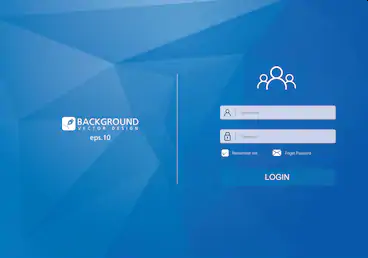 BACKGROUND
VECTOR DESIGN
eps.10
Username
Password
Remember me
Forget Password
LOGIN